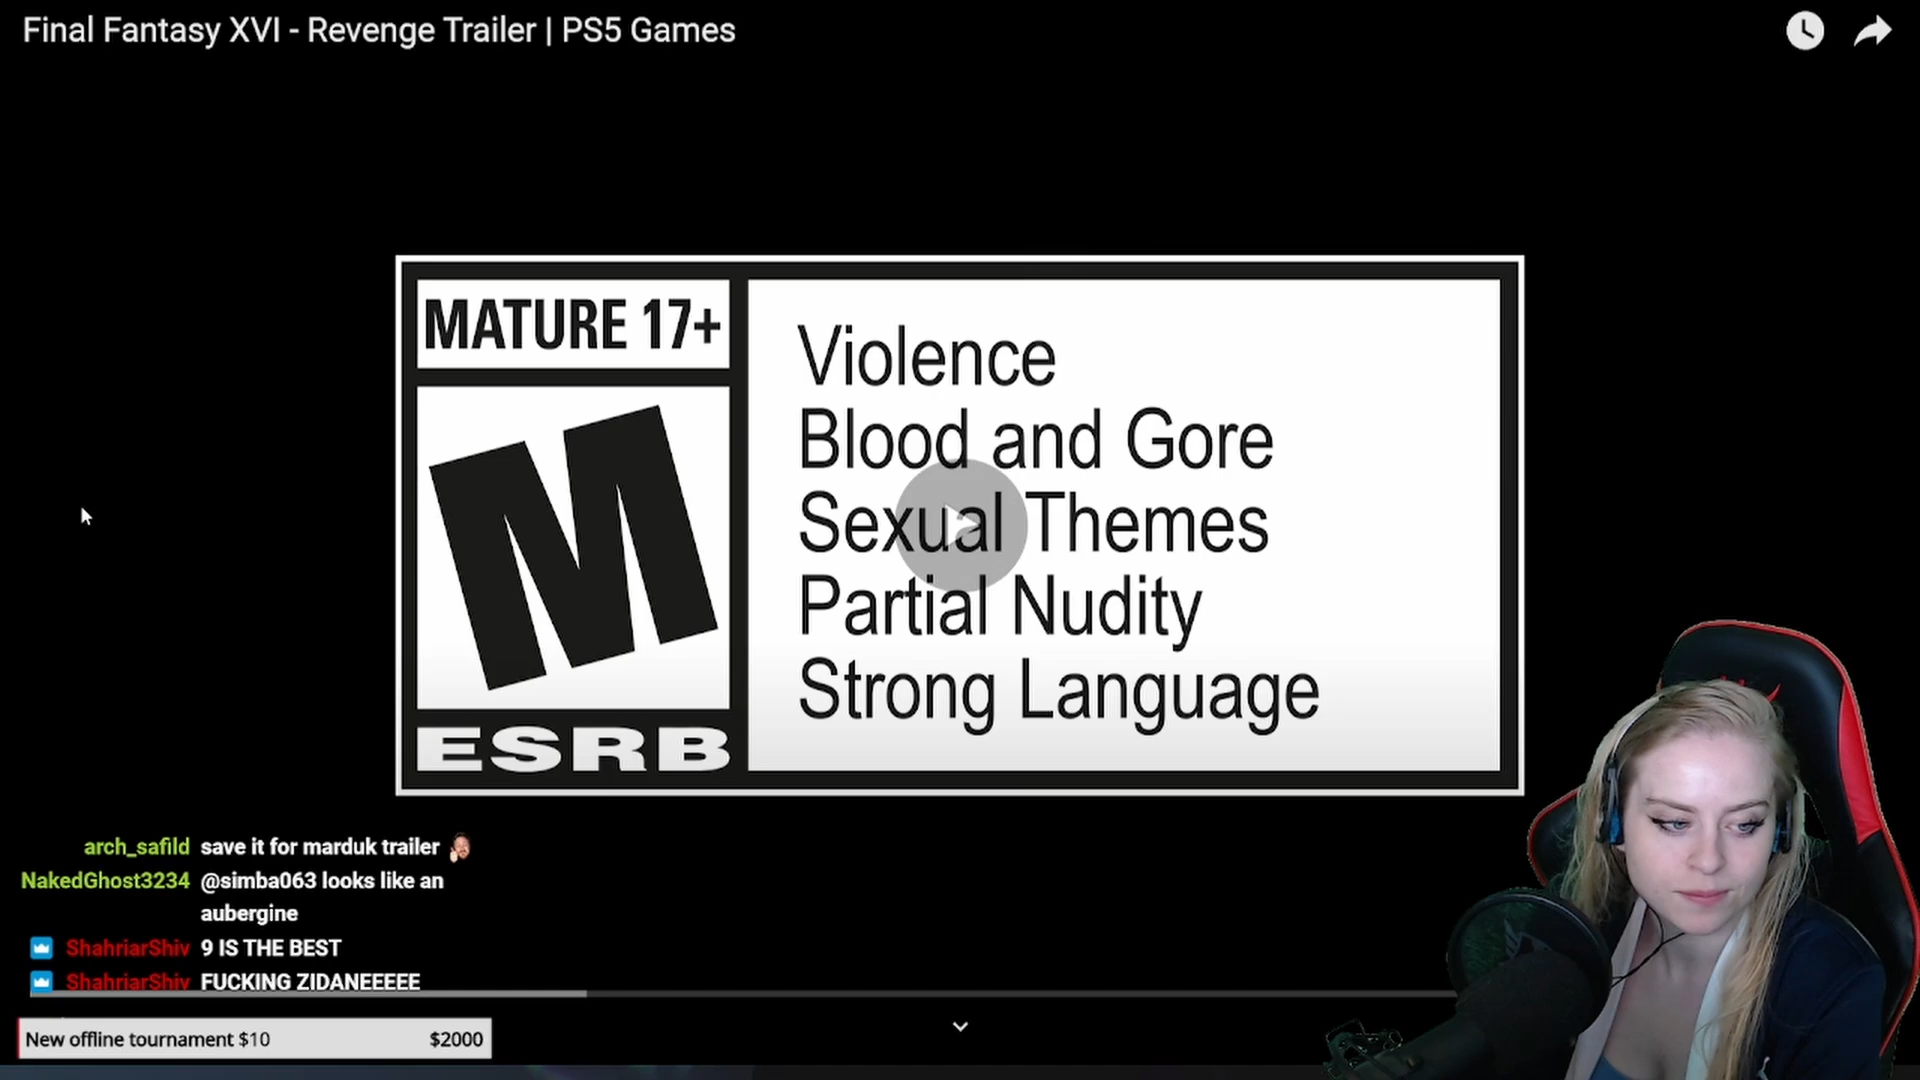 Final Fantasy XVI - Revenge Trailer | PS5 Games
MATURE 17+
M
ESRB
Violence
Blood and Gore
Sexual Themes
Partial Nudity
Strong Language
arch_safild save it for marduk trailer
NakedGhost3234 @simba063 looks like an
aubergine
ShahriarShiv 9 IS THE BEST
ShahriarShiv FUCKING ZIDANEEEEE
New offline tournament $10 $2000